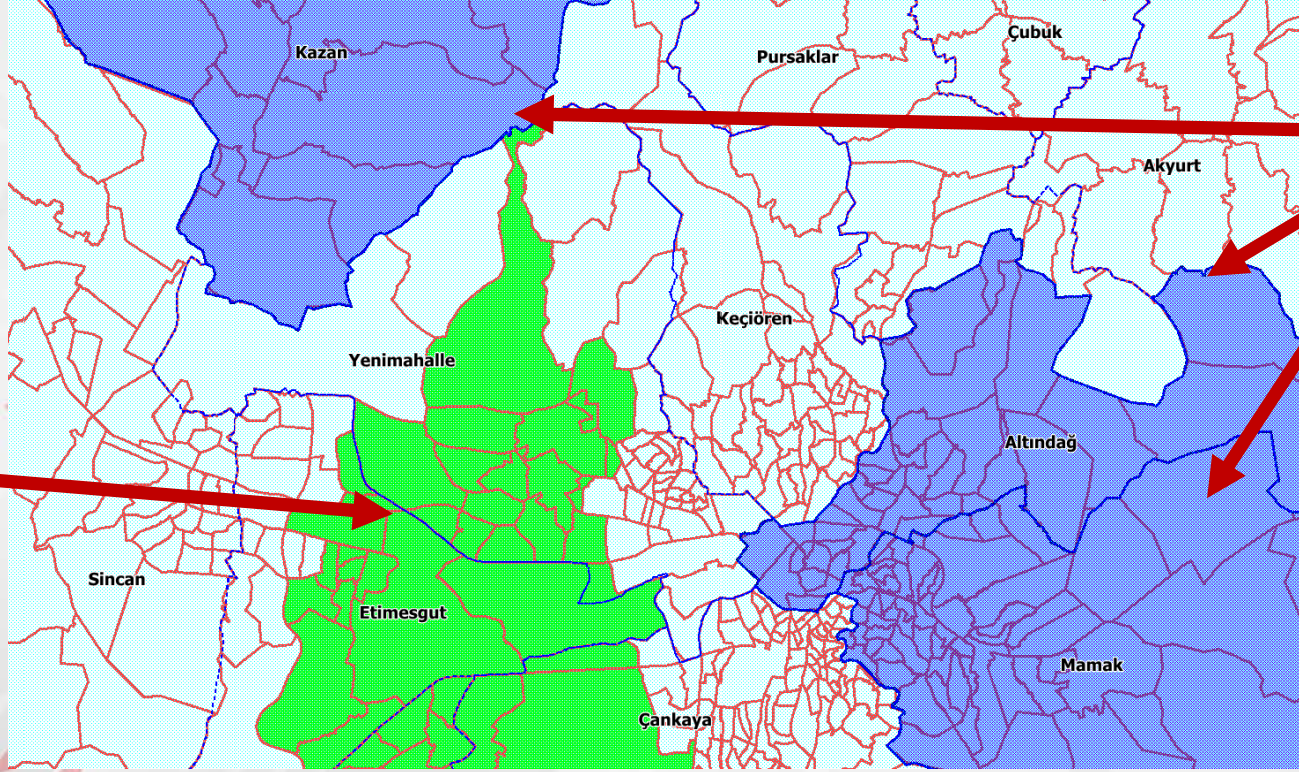 Kazan
Çubuk
Pursaklar
Akyurt
Keçiören
Yenimahalle
Altındağ
Sincan
Etimesgut
Mamak
Çankaya